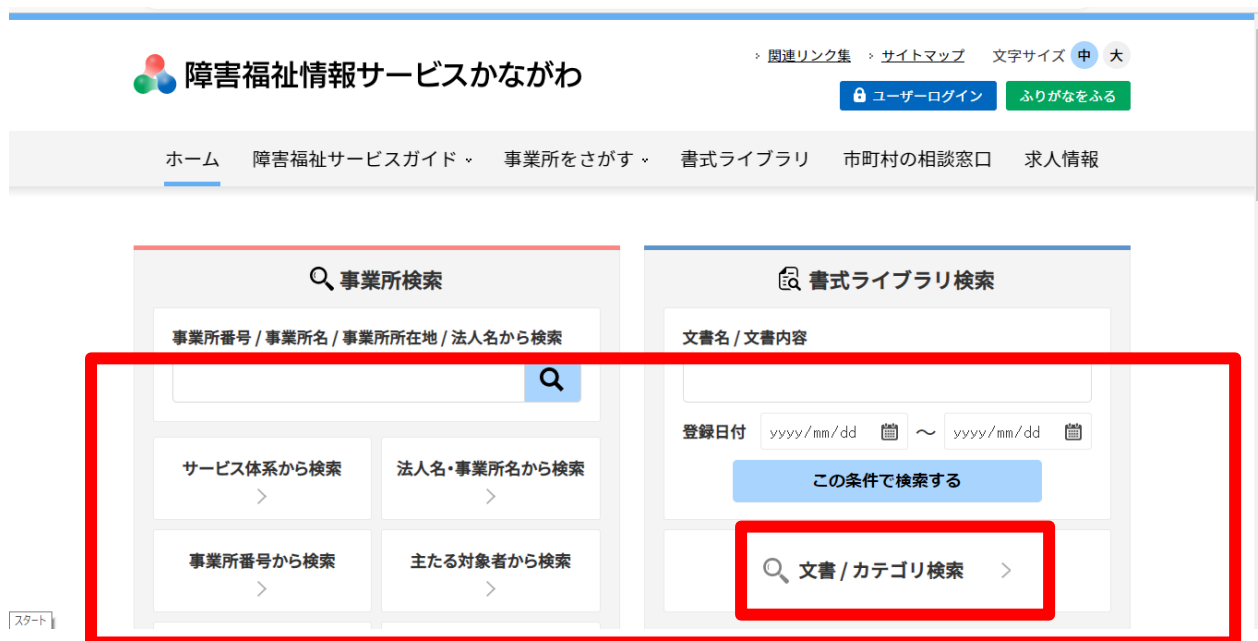 障害福祉情報サービスかながわ
› 関連リンク集 › サイトマップ 文字サイズ 中 大
ユーザーログイン ふりがなをふる
ホーム 障害福祉サービスガイド 事業所をさがす 書式ライブラリ 市町村の相談窓口 求人情報
事業所検索
事業所番号 / 事業所名 / 事業所所在地 / 法人名から検索
サービス体系から検索
法人名・事業所名から検索
事業所番号から検索
主たる対象者から検索
書式ライブラリ検索
文書名 / 文書内容
登録日付 yyyy/mm/dd ～ yyyy/mm/dd
この条件で検索する
文書 / カテゴリ検索
スタート